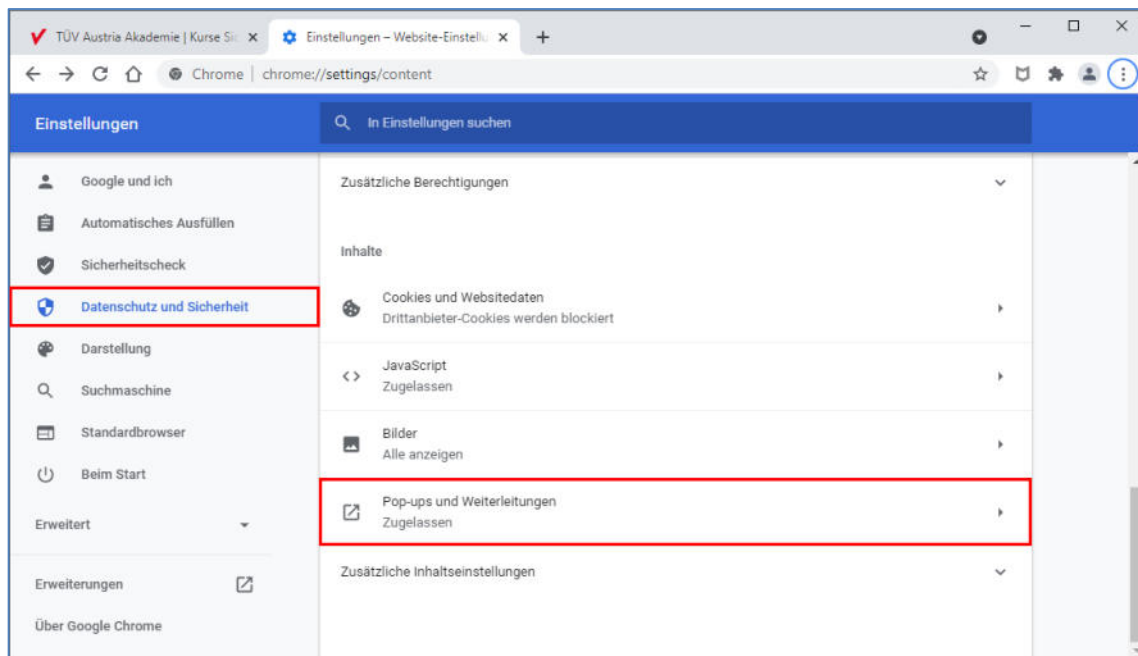 TÜV Austria Akademie | Kurse Si
Einstellungen – Website-Einstellu
Chrome | chrome://settings/content
Einstellungen
In Einstellungen suchen
Google und ich
Automatisches Ausfüllen
Sicherheitscheck
Datenschutz und Sicherheit
Darstellung
Suchmaschine
Standardbrowser
Beim Start
Erweitert
Erweiterungen
Über Google Chrome
Zusätzliche Berechtigungen
Inhalte
Cookies und Websitedaten
Drittanbieter-Cookies werden blockiert
JavaScript
Zugelassen
Bilder
Alle anzeigen
Pop-ups und Weiterleitungen
Zugelassen
Zusätzliche Inhaltseinstellungen